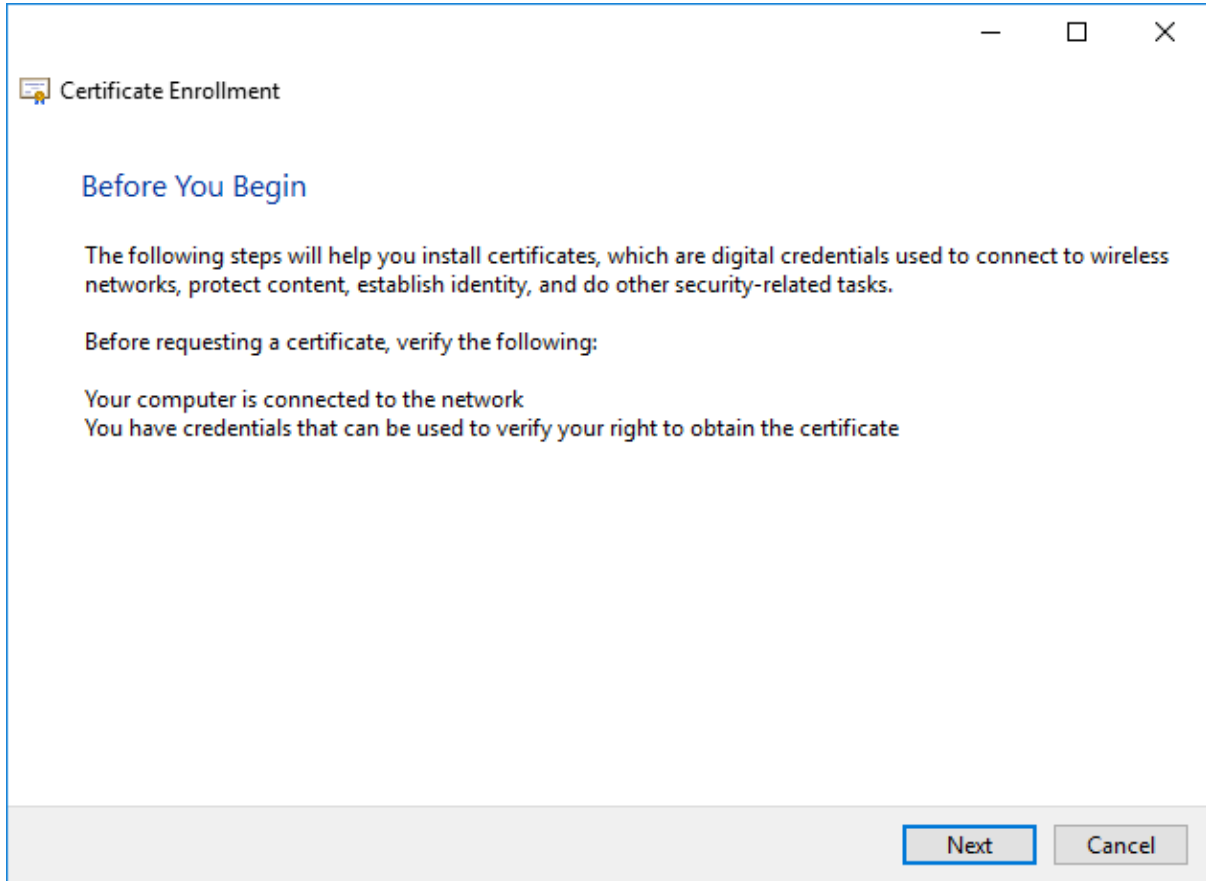 Certificate Enrollment
Before You Begin
The following steps will help you install certificates, which are digital credentials used to connect to wireless
networks, protect content, establish identity, and do other security-related tasks.
Before requesting a certificate, verify the following:
Your computer is connected to the network
You have credentials that can be used to verify your right to obtain the certificate
Next
Cancel